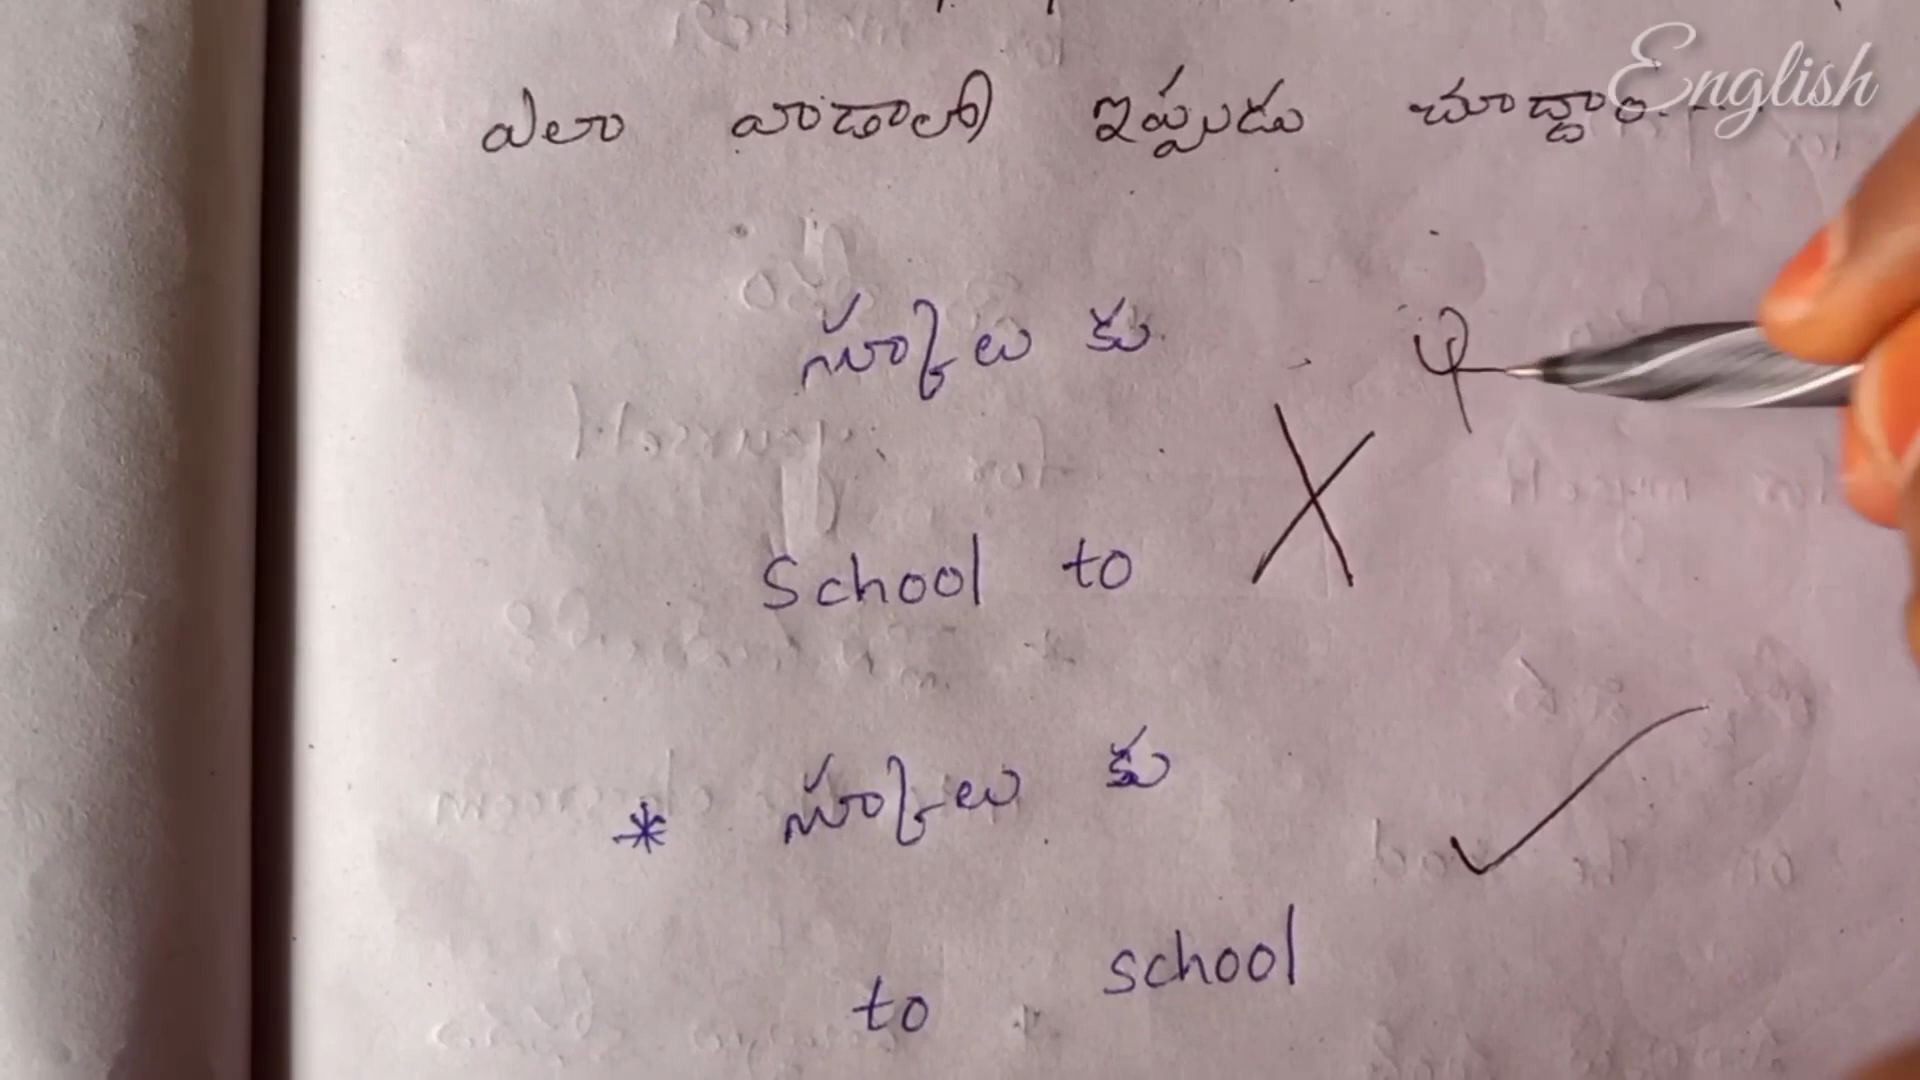 English
ఎలా వాడాలో ఇప్పుడు చూద్దాం...
స్కూలు కు
School to
* స్కూలు కు
to school